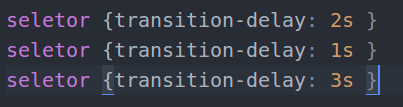 seletor {transition-delay: 2s }
seletor {transition-delay: 1s }
seletor {transition-delay: 3s }